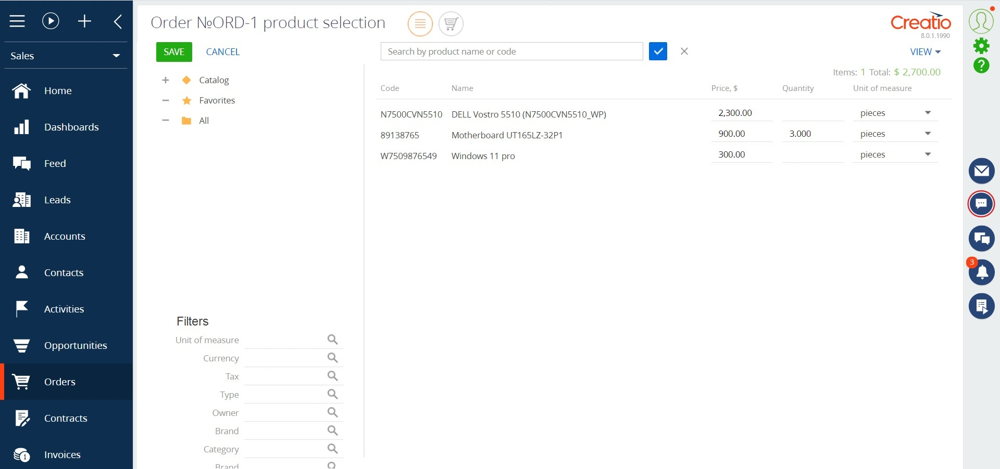 Order №ORD-1 product selection
Creatio
8.0.1.1990
SAVE
CANCEL
Search by product name or code
VIEW
Items: 1 Total: $ 2,700.00
Sales
Home
Dashboards
Feed
Leads
Accounts
Contacts
Activities
Opportunities
Orders
Contracts
1
Invoices
Catalog
Favorites
All
Code Name Price, $ Quantity Unit of measure
N7500CVN5510 DELL Vostro 5510 (N7500CVN5510_WP) 2,300.00 pieces
89138765 Motherboard UT165LZ-32P1 900.00 3.000 pieces
W7509876549 Windows 11 pro 300.00 pieces
Filters
Unit of measure
Currency
Tax
Type
Owner
Brand
Category
Brand
?
3